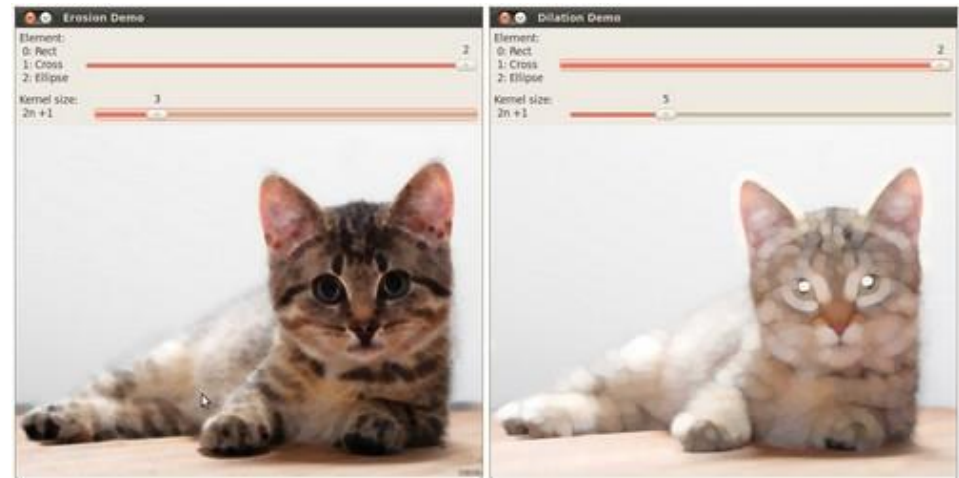 Erosion Demo
Element:
0: Rect
1: Cross
2: Ellipse
2
Kernel size:
2n +1
3
Dilation Demo
Element:
0: Rect
1: Cross
2: Ellipse
2
Kernel size:
2n +1
5